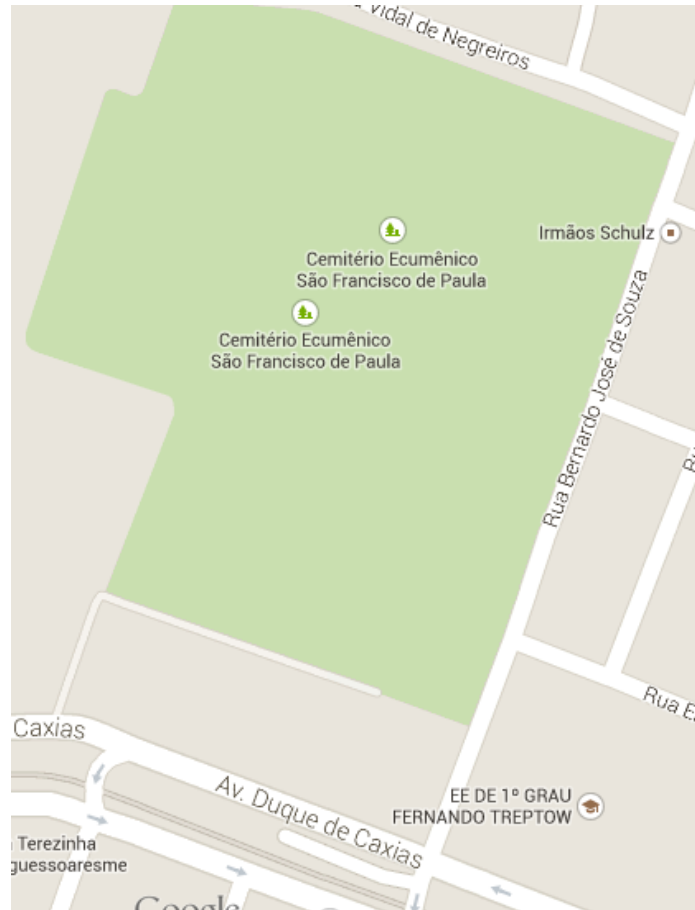 Vidal de Negreiros
Irmãos Schulz
Cemitério Ecumênico
São Francisco de Paula
Cemitério Ecumênico
São Francisco de Paula
Rua Bernardo José de Souza
Rua E
Caxias
Av. Duque de Caxias
EE DE 1º GRAU
FERNANDO TREPTOW
Terezinha
guessoaresme
Google